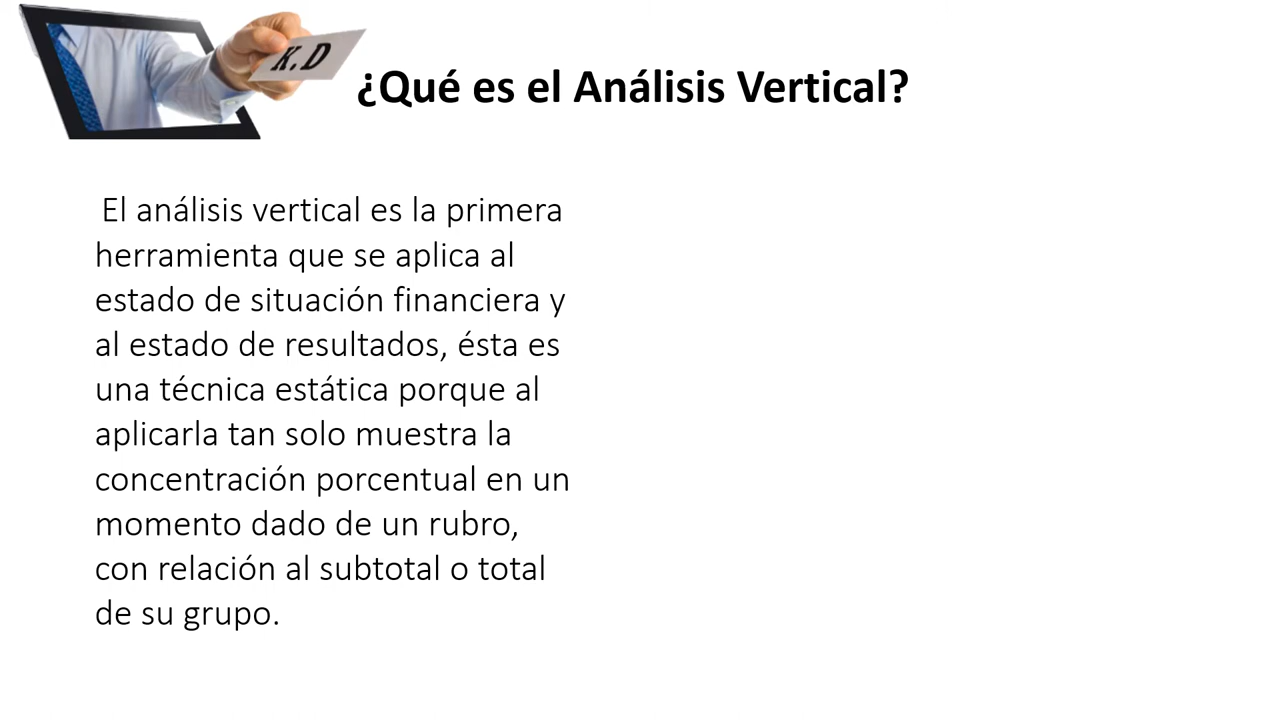 K.D
¿Qué es el Análisis Vertical?
El análisis vertical es la primera
herramienta que se aplica al
estado de situación financiera y
al estado de resultados, ésta es
una técnica estática porque al
aplicarla tan solo muestra la
concentración porcentual en un
momento dado de un rubro,
con relación al subtotal o total
de su grupo.